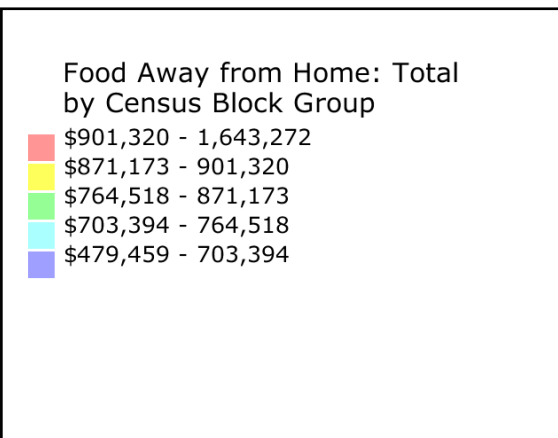 Food Away from Home: Total
by Census Block Group
$901,320 - 1,643,272
$871,173 - 901,320
$764,518 - 871,173
$703,394 - 764,518
$479,459 - 703,394